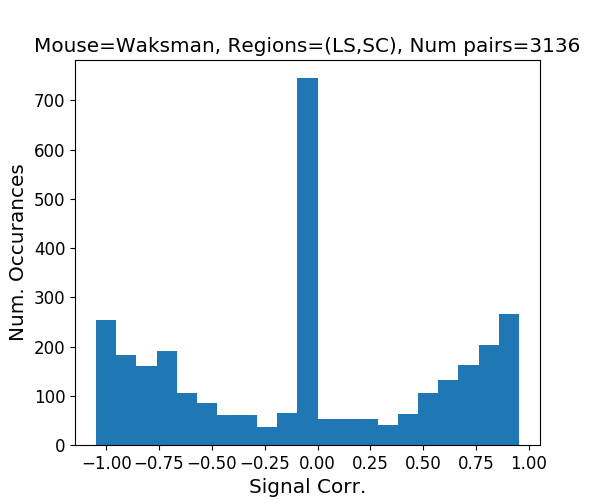 Mouse=Waksman, Regions=(LS,SC), Num pairs=3136
Num. Occurances
700
600
500
400
300
200
100
0
−1.00 −0.75 −0.50 −0.25 0.00 0.25 0.50 0.75 1.00
Signal Corr.